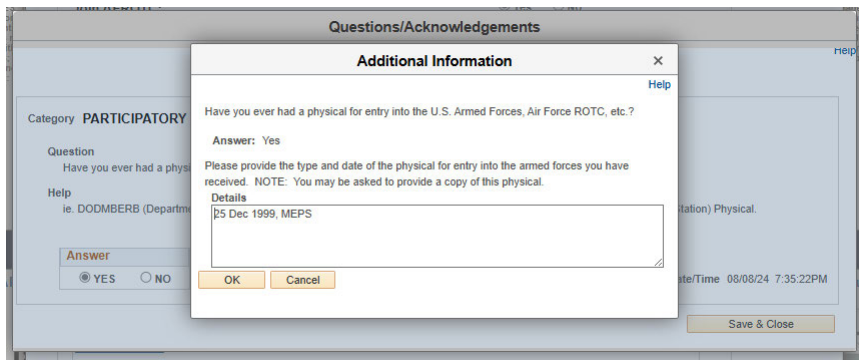 Questions/Acknowledgements
Additional Information
×
Help
Help
Have you ever had a physical for entry into the U.S. Armed Forces, Air Force ROTC, etc.?
Category PARTICIPATORY
Answer: Yes
Question
Have you ever had a physi
Please provide the type and date of the physical for entry into the armed forces you have
received. NOTE: You may be asked to provide a copy of this physical.
Help
Details
ie. DODMBERB (Departme
25 Dec 1999, MEPS
Station) Physical.
Answer
YES NO
OK Cancel
ate/Time 08/08/24 7:35:22PM
Save & Close